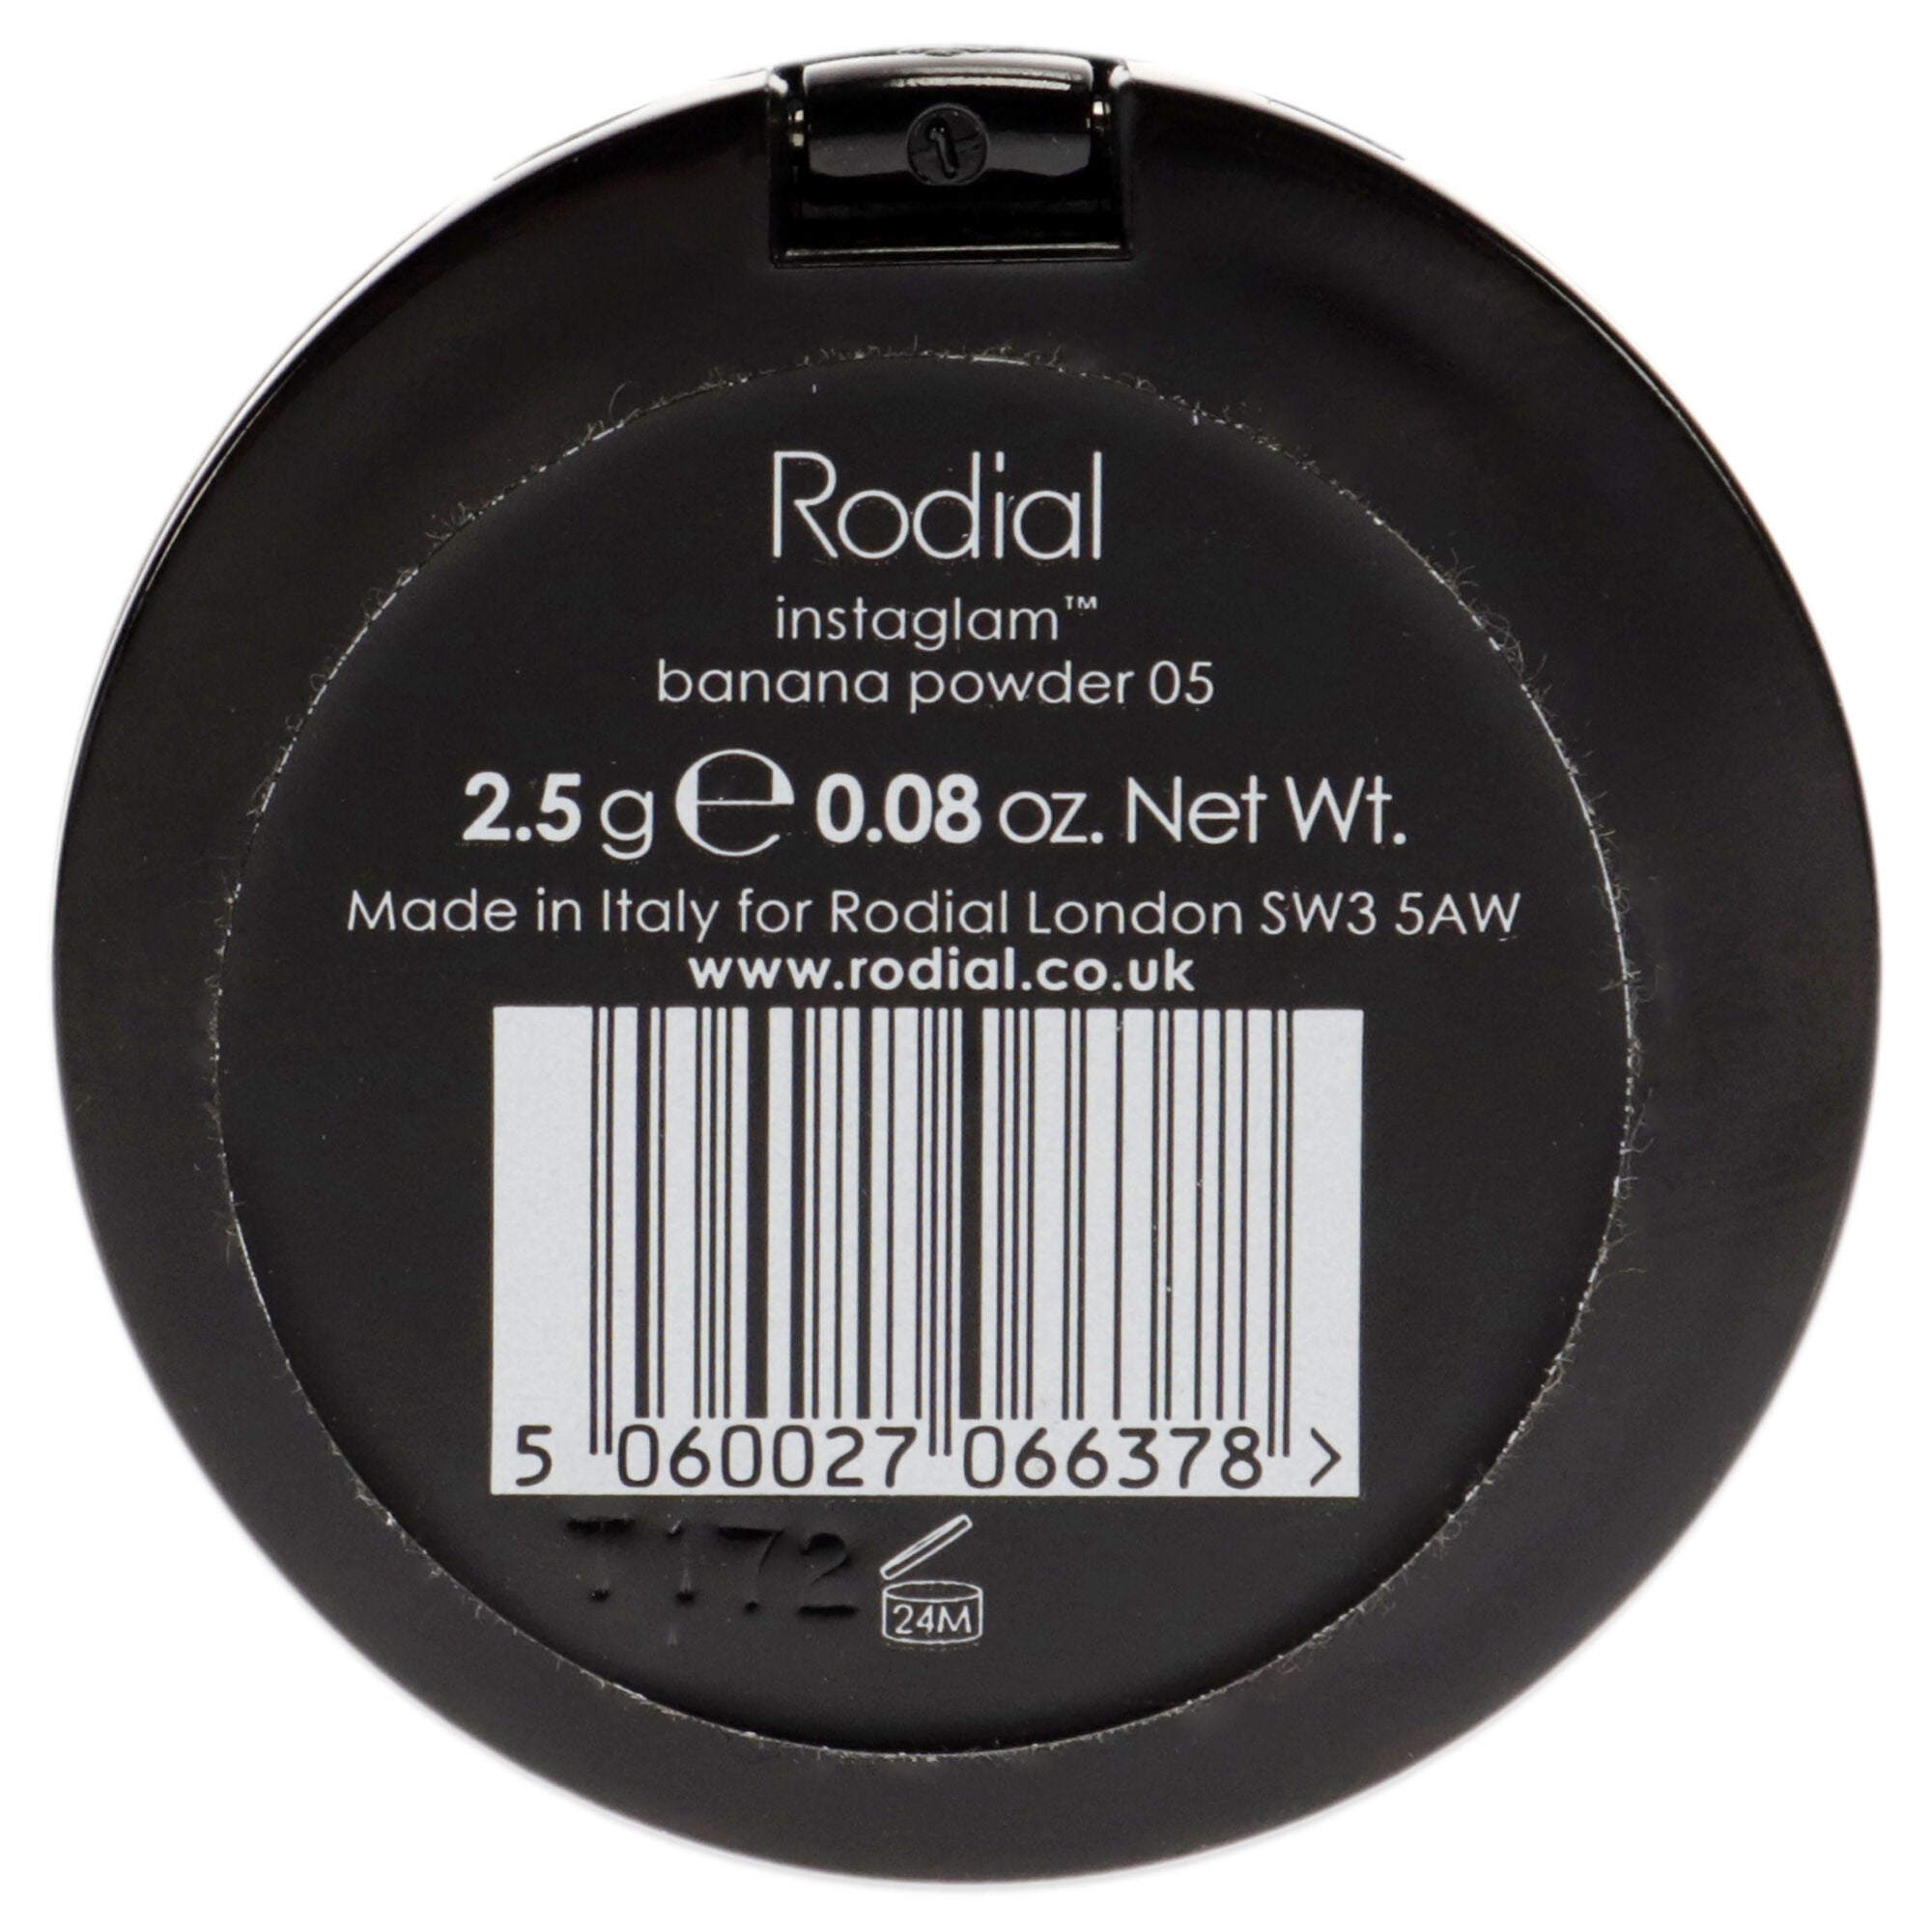 Rodial
instaglam™
banana powder 05
2.5 g ℮ 0.08 oz. Net Wt.
Made in Italy for Rodial London SW3 5AW
www.rodial.co.uk
5 060027 066378 >
7172
24M